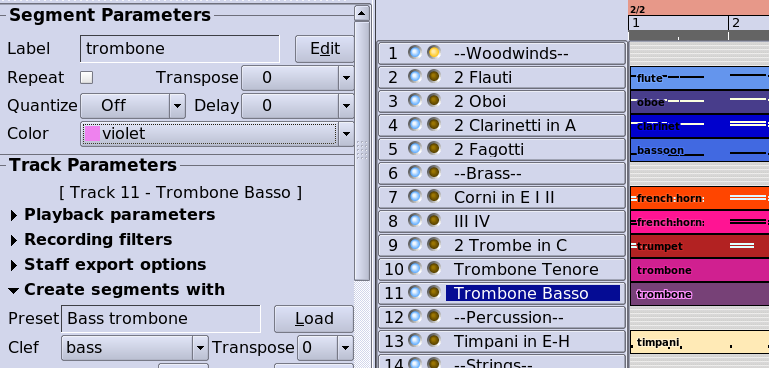 Segment Parameters
Label trombone Edit
Repeat Transpose 0
Quantize Off Delay 0
Color violet
Track Parameters
[ Track 11 - Trombone Basso ]
Playback parameters
Recording filters
Staff export options
Create segments with
Preset Bass trombone Load
Clef bass Transpose 0
2/2
1 2
1 --Woodwinds--
2 2 Flauti flute
3 2 Oboi oboe
4 2 Clarinetti in A clarinet
5 2 Fagotti bassoon
6 --Brass--
7 Corni in E I II french horn
8 III IV french horn
9 2 Trombe in C trumpet
10 Trombone Tenore trombone
11 Trombone Basso trombone
12 --Percussion--
13 Timpani in E-H timpani
14 --Strings--